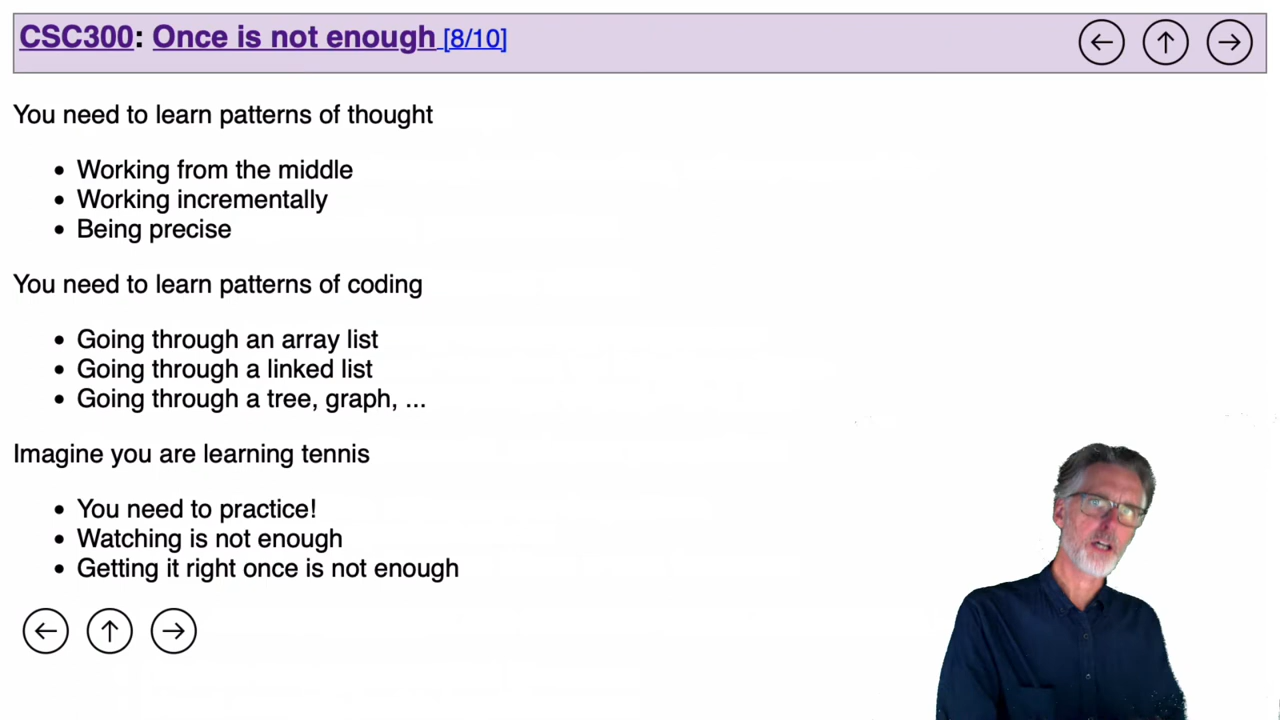 CSC300: Once is not enough [8/10]
You need to learn patterns of thought
• Working from the middle
• Working incrementally
• Being precise
You need to learn patterns of coding
• Going through an array list
• Going through a linked list
• Going through a tree, graph, ...
Imagine you are learning tennis
• You need to practice!
• Watching is not enough
• Getting it right once is not enough